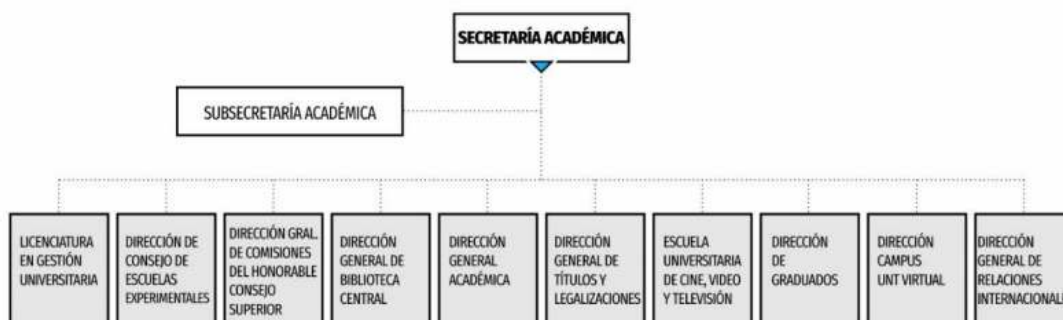 SECRETARÍA ACADÉMICA
SUBSECRETARÍA ACADÉMICA
LICENCIATURA
EN GESTIÓN
UNIVERSITARIA
DIRECCIÓN DE
CONSEJO DE
ESCUELAS
EXPERIMENTALES
DIRECCIÓN GRAL.
DE COMISIONES
DEL HONORABLE
CONSEJO
SUPERIOR
DIRECCIÓN
GENERAL DE
BIBLIOTECA
CENTRAL
DIRECCIÓN
GENERAL
ACADÉMICA
DIRECCIÓN
GENERAL DE
TÍTULOS Y
LEGALIZACIONES
ESCUELA
UNIVERSITARIA
DE CINE, VIDEO
Y TELEVISIÓN
DIRECCIÓN
DE
GRADUADOS
DIRECCIÓN
CAMPUS
UNT VIRTUAL
DIRECCIÓN
GENERAL DE
RELACIONES